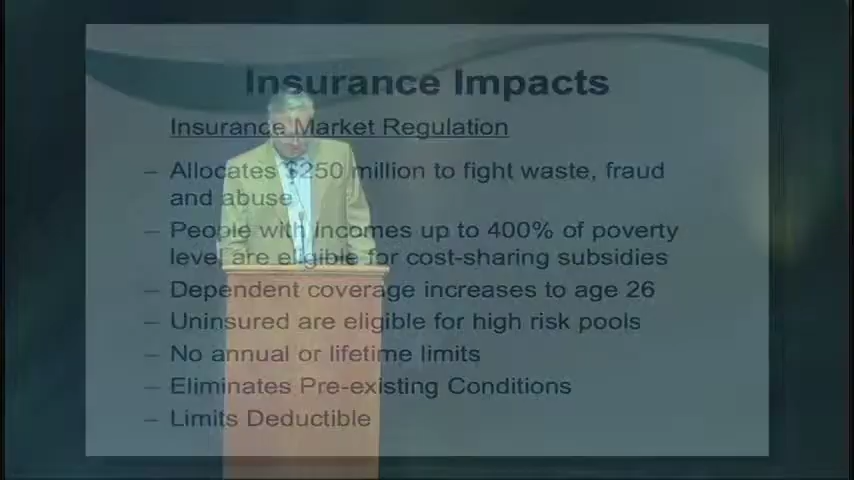 Insurance Impacts
Insurance Market Regulation
– Allocates $250 million to fight waste, fraud
and abuse
– People with incomes up to 400% of poverty
level are eligible for cost-sharing subsidies
– Dependent coverage increases to age 26
– Uninsured are eligible for high risk pools
– No annual or lifetime limits
– Eliminates Pre-existing Conditions
– Limits Deductible